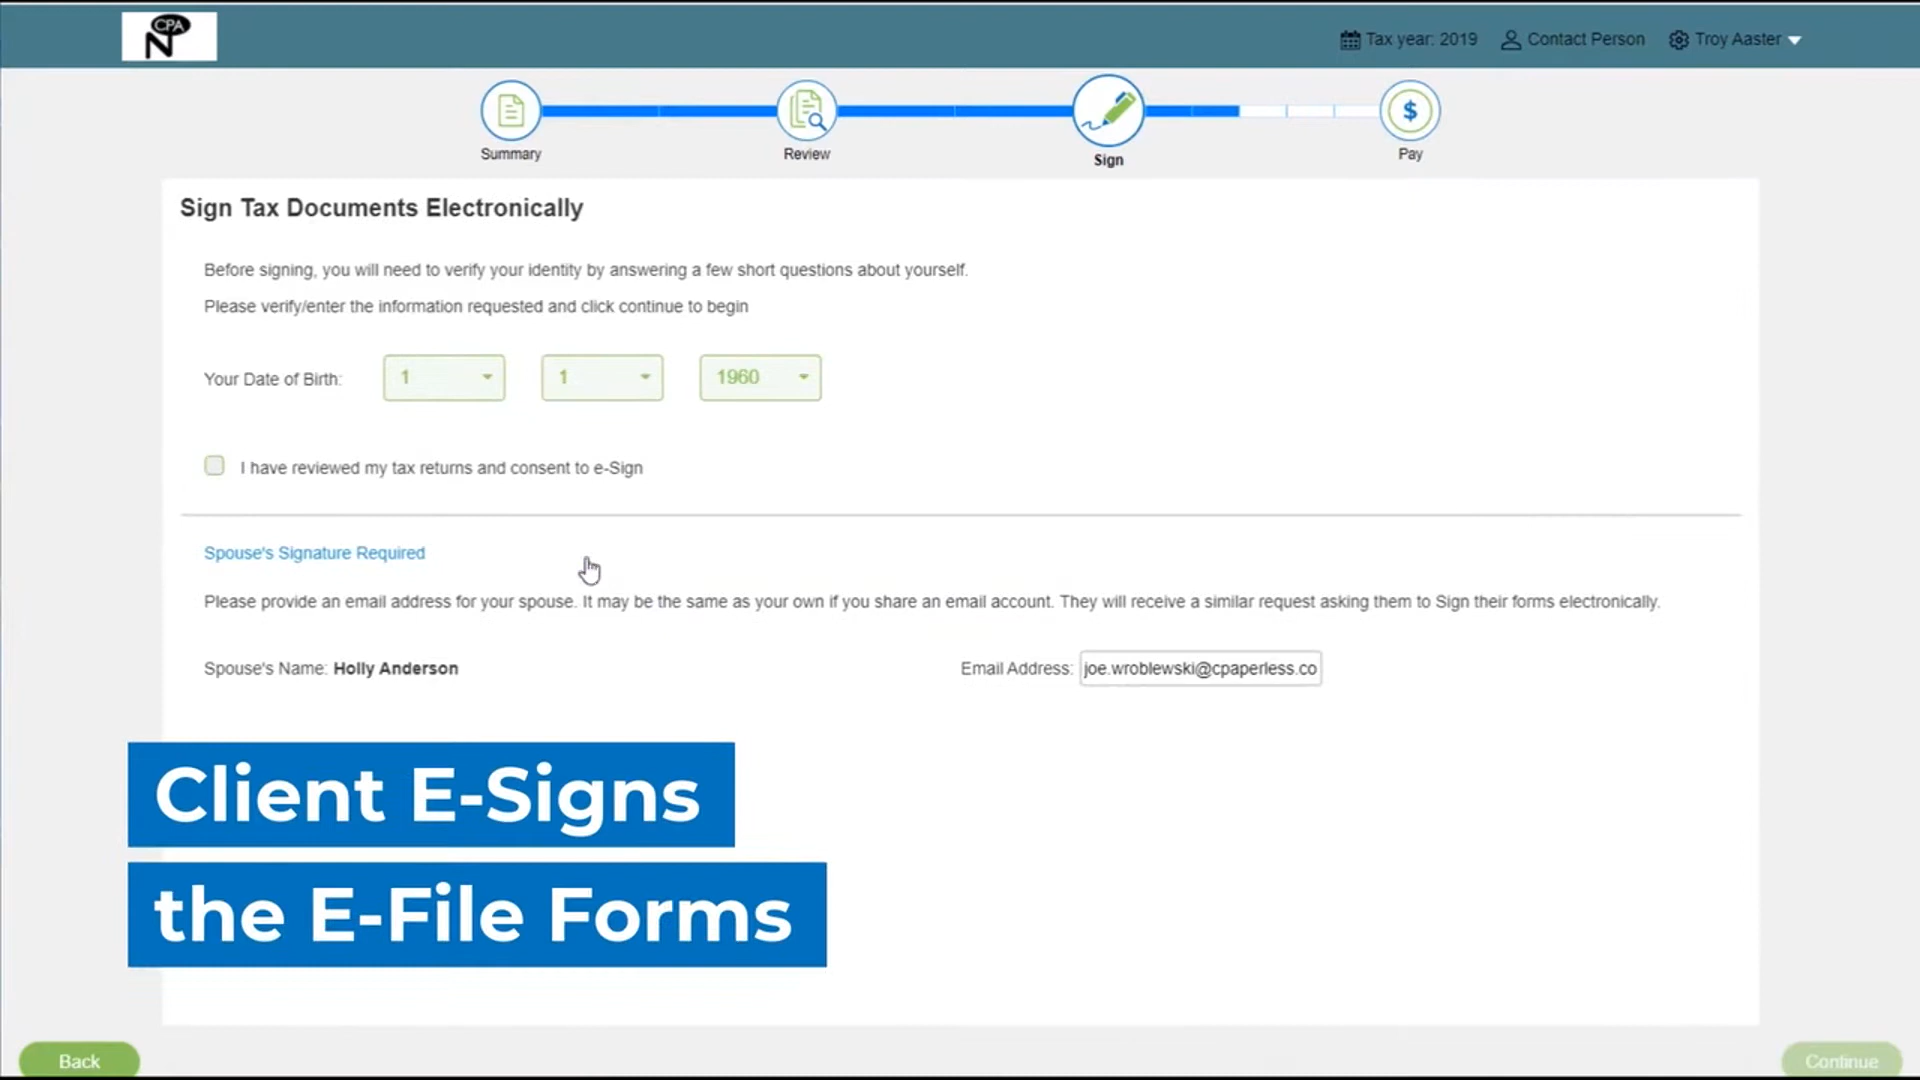 CPA
N
Tax year: 2019 Contact Person Troy Aaster
Summary Review Sign Pay
$
Sign Tax Documents Electronically
Before signing, you will need to verify your identity by answering a few short questions about yourself.
Please verify/enter the information requested and click continue to begin
Your Date of Birth: 1 1 1960
I have reviewed my tax returns and consent to e-Sign
Spouse's Signature Required
Please provide an email address for your spouse. It may be the same as your own if you share an email account. They will receive a similar request asking them to Sign their forms electronically.
Spouse's Name: Holly Anderson Email Address: joe.wroblewski@cpaperless.co
Client E-Signs
the E-File Forms
Back Continue